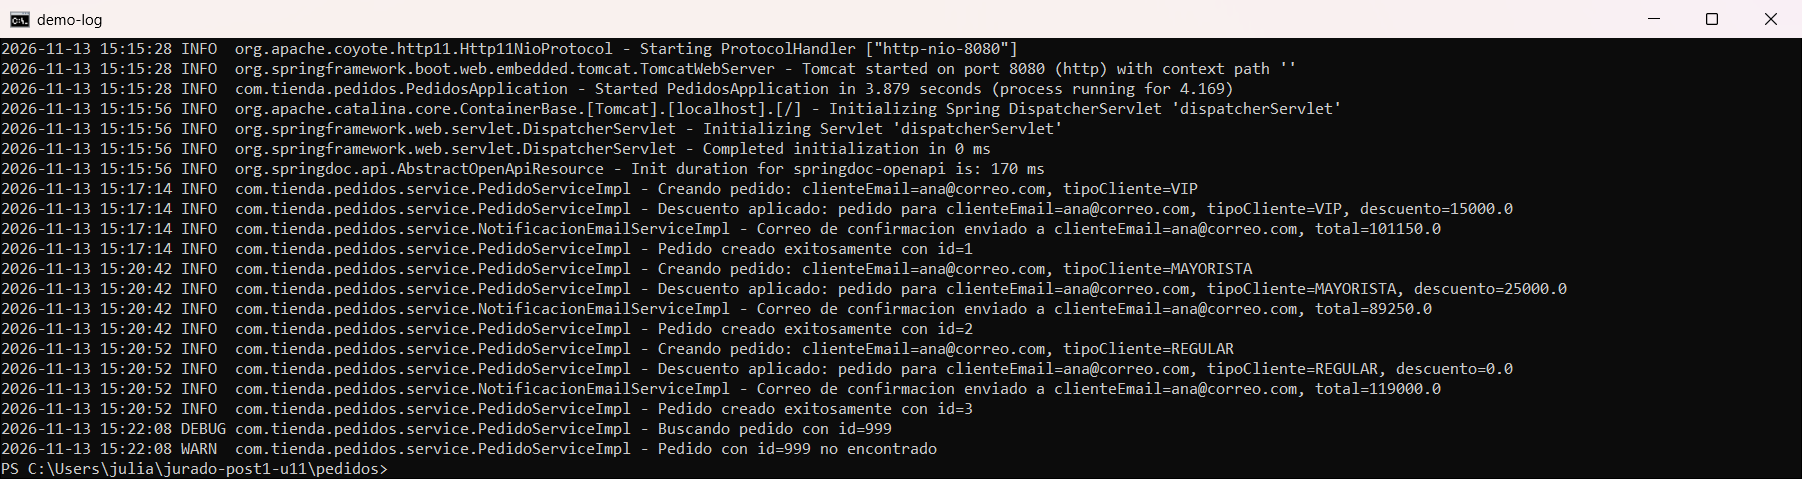 demo-log
2026-11-13 15:15:28 INFO  org.apache.coyote.http11.Http11NioProtocol - Starting ProtocolHandler ["http-nio-8080"]
2026-11-13 15:15:28 INFO  org.springframework.boot.web.embedded.tomcat.TomcatWebServer - Tomcat started on port 8080 (http) with context path ''
2026-11-13 15:15:28 INFO  com.tienda.pedidos.PedidosApplication - Started PedidosApplication in 3.879 seconds (process running for 4.169)
2026-11-13 15:15:56 INFO  org.apache.catalina.core.ContainerBase.[Tomcat].[localhost].[/] - Initializing Spring DispatcherServlet 'dispatcherServlet'
2026-11-13 15:15:56 INFO  org.springframework.web.servlet.DispatcherServlet - Initializing Servlet 'dispatcherServlet'
2026-11-13 15:15:56 INFO  org.springframework.web.servlet.DispatcherServlet - Completed initialization in 0 ms
2026-11-13 15:15:56 INFO  org.springdoc.api.AbstractOpenApiResource - Init duration for springdoc-openapi is: 170 ms
2026-11-13 15:17:14 INFO  com.tienda.pedidos.service.PedidoServiceImpl - Creando pedido: clienteEmail=ana@correo.com, tipoCliente=VIP
2026-11-13 15:17:14 INFO  com.tienda.pedidos.service.PedidoServiceImpl - Descuento aplicado: pedido para clienteEmail=ana@correo.com, tipoCliente=VIP, descuento=15000.0
2026-11-13 15:17:14 INFO  com.tienda.pedidos.service.NotificacionEmailServiceImpl - Correo de confirmacion enviado a clienteEmail=ana@correo.com, total=101150.0
2026-11-13 15:17:14 INFO  com.tienda.pedidos.service.PedidoServiceImpl - Pedido creado exitosamente con id=1
2026-11-13 15:20:42 INFO  com.tienda.pedidos.service.PedidoServiceImpl - Creando pedido: clienteEmail=ana@correo.com, tipoCliente=MAYORISTA
2026-11-13 15:20:42 INFO  com.tienda.pedidos.service.PedidoServiceImpl - Descuento aplicado: pedido para clienteEmail=ana@correo.com, tipoCliente=MAYORISTA, descuento=25000.0
2026-11-13 15:20:42 INFO  com.tienda.pedidos.service.NotificacionEmailServiceImpl - Correo de confirmacion enviado a clienteEmail=ana@correo.com, total=89250.0
2026-11-13 15:20:42 INFO  com.tienda.pedidos.service.PedidoServiceImpl - Pedido creado exitosamente con id=2
2026-11-13 15:20:52 INFO  com.tienda.pedidos.service.PedidoServiceImpl - Creando pedido: clienteEmail=ana@correo.com, tipoCliente=REGULAR
2026-11-13 15:20:52 INFO  com.tienda.pedidos.service.PedidoServiceImpl - Descuento aplicado: pedido para clienteEmail=ana@correo.com, tipoCliente=REGULAR, descuento=0.0
2026-11-13 15:20:52 INFO  com.tienda.pedidos.service.NotificacionEmailServiceImpl - Correo de confirmacion enviado a clienteEmail=ana@correo.com, total=119000.0
2026-11-13 15:20:52 INFO  com.tienda.pedidos.service.PedidoServiceImpl - Pedido creado exitosamente con id=3
2026-11-13 15:22:08 DEBUG com.tienda.pedidos.service.PedidoServiceImpl - Buscando pedido con id=999
2026-11-13 15:22:08 WARN  com.tienda.pedidos.service.PedidoServiceImpl - Pedido con id=999 no encontrado
PS C:\Users\julia\jurado-post1-u11\pedidos>